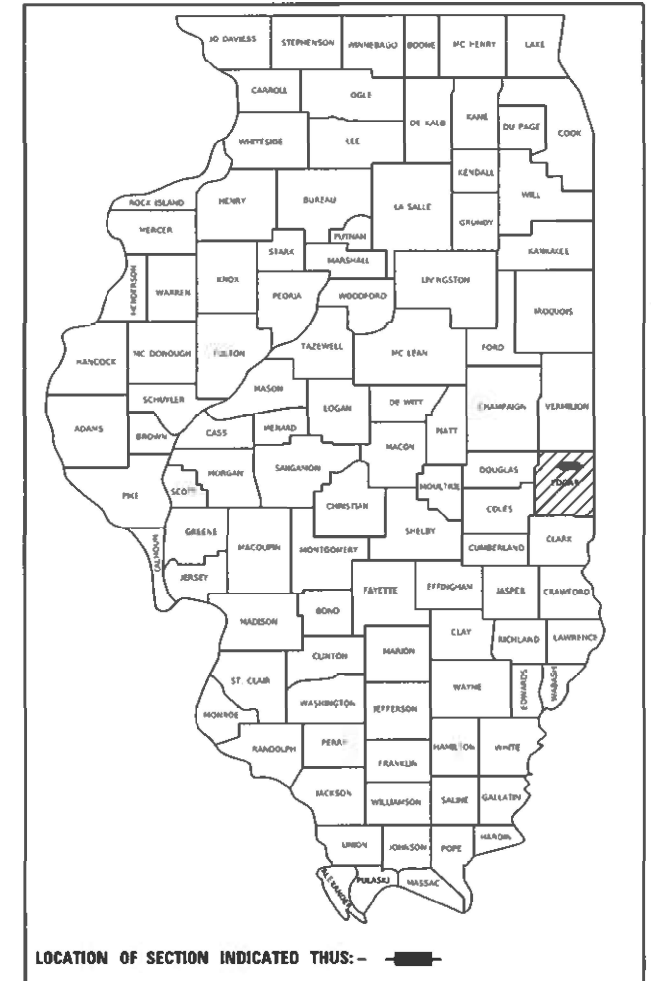 JO DAVIESS STEPHENSON WINNEBAGO BOONE MC HENRY LAKE
CARROLL OGLE DE KALB KANE DU PAGE COOK
WHITESIDE LEE
KENDALL WILL
ROCK ISLAND HENRY BUREAU LA SALLE GRUNDY
MERCER PUTNAM
STARK MARSHALL KANKAKEE
HENDERSON WARREN KNOX PEORIA WOODFORD LIVINGSTON IROQUOIS
HANCOCK MC DONOUGH FULTON TAZEWELL MC LEAN FORD
MASON
SCHUYLER LOGAN DE WITT CHAMPAIGN VERMILION
ADAMS BROWN CASS MENARD MACON PIATT
MORGAN SANGAMON DOUGLAS EDGAR
PIKE SCOTT CHRISTIAN MOULTRIE COLES
GREENE MACOUPIN MONTGOMERY SHELBY CUMBERLAND CLARK
CALHOUN JERSEY FAYETTE EFFINGHAM JASPER CRAWFORD
MADISON BOND CLAY RICHLAND LAWRENCE
CLINTON MARION
ST. CLAIR WAYNE EDWARDS WABASH
MONROE WASHINGTON JEFFERSON
RANDOLPH PERRY HAMILTON WHITE
FRANKLIN
JACKSON WILLIAMSON SALINE GALLATIN
UNION JOHNSON POPE HARDIN
ALEXANDER PULASKI MASSAC
LOCATION OF SECTION INDICATED THUS:-